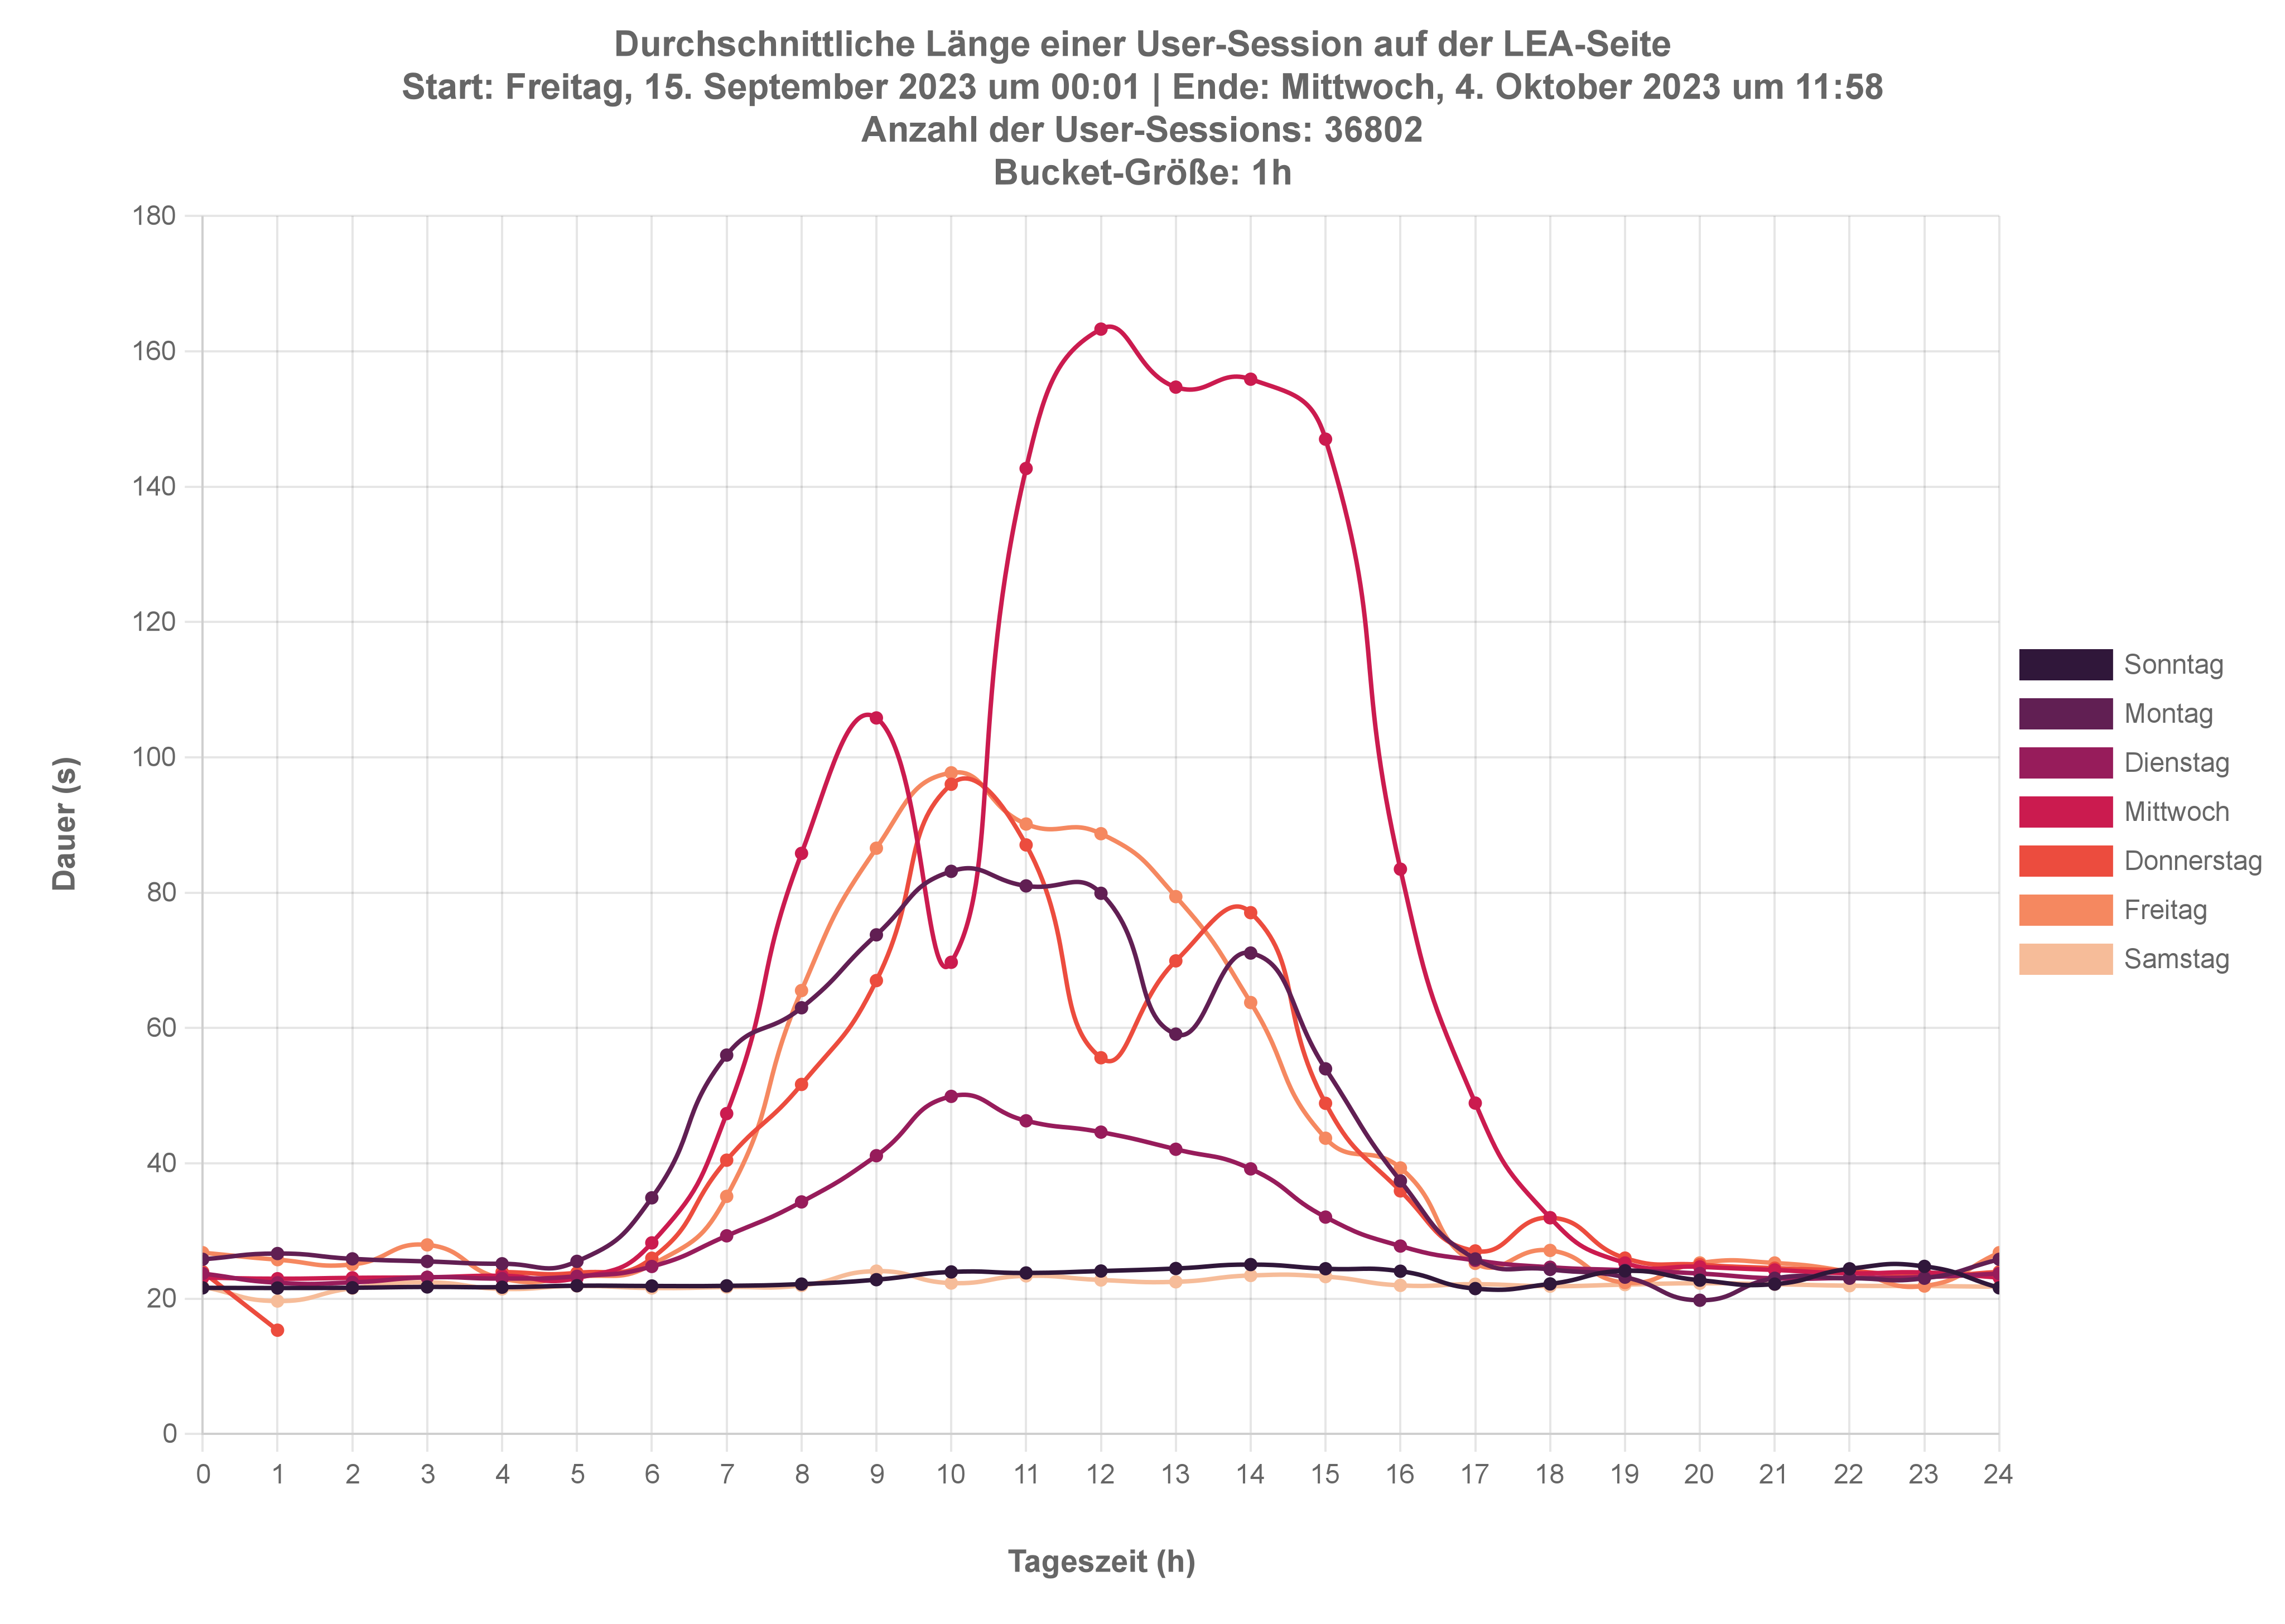 Durchschnittliche Länge einer User-Session auf der LEA-Seite
Start: Freitag, 15. September 2023 um 00:01 | Ende: Mittwoch, 4. Oktober 2023 um 11:58
Anzahl der User-Sessions: 36802
Bucket-Größe: 1h
180
160
140
120
100
80
60
40
20
0
Dauer (s)
0 1 2 3 4 5 6 7 8 9 10 11 12 13 14 15 16 17 18 19 20 21 22 23 24
Tageszeit (h)
Sonntag
Montag
Dienstag
Mittwoch
Donnerstag
Freitag
Samstag